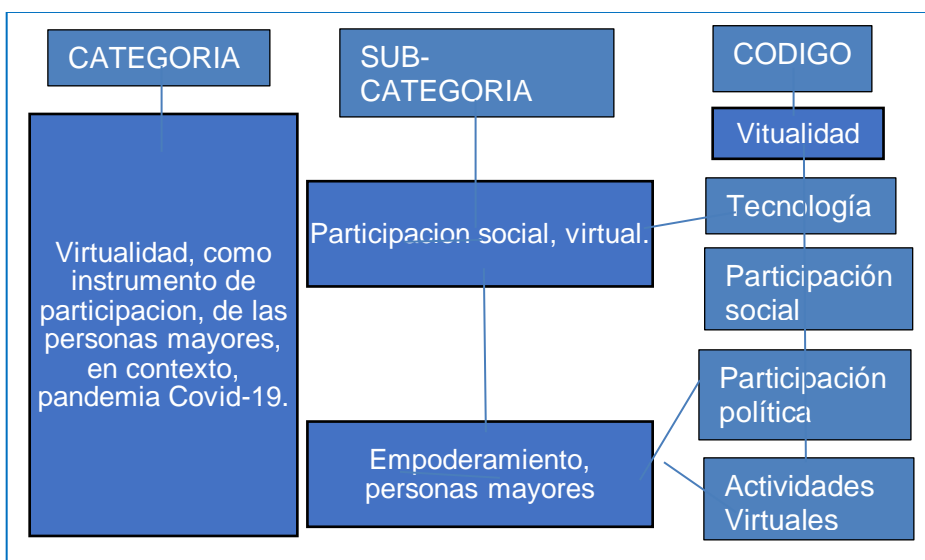 CATEGORIA
Virtualidad, como
instrumento de
participacion, de las
personas mayores,
en contexto,
pandemia Covid-19.
SUB-
CATEGORIA
Participacion social, virtual.
Empoderamiento,
personas mayores
CODIGO
Vitualidad
Tecnología
Participación
social
Participación
política
Actividades
Virtuales